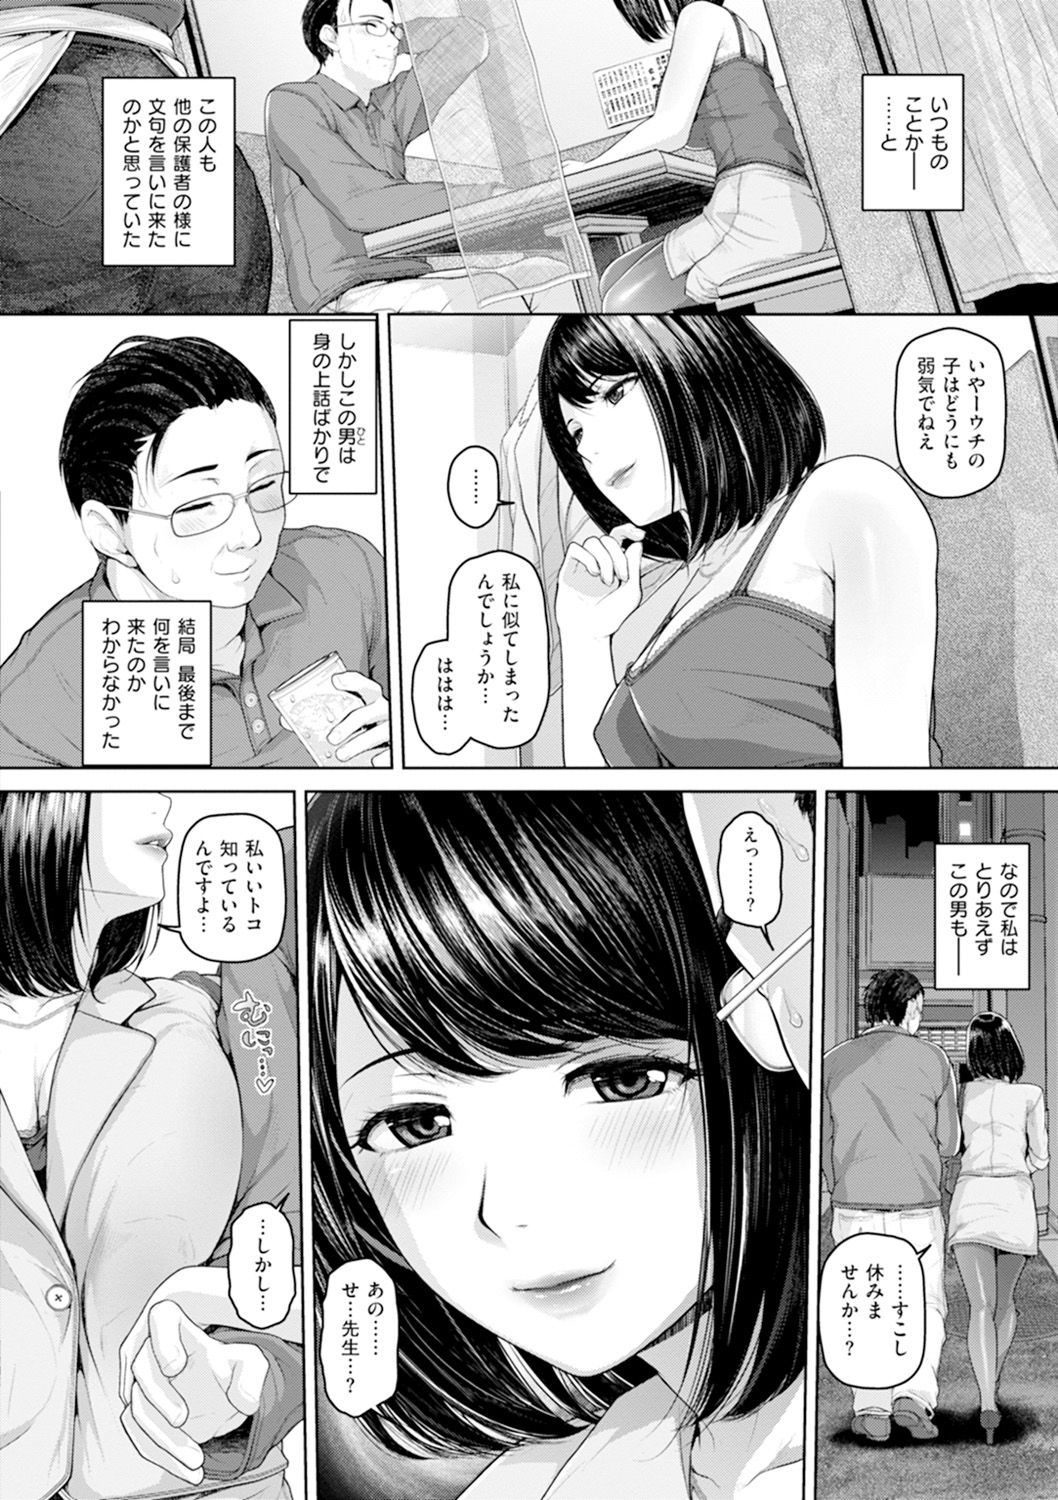 いつもの
ことか――
……と
この人も
他の保護者の様に
文句を言いに来た
のかと思っていた
いやーウチの
子はどうにも
弱気でねえ
……
私に似てしまった
んでしょうか…
ははは…
しかしこの男は
ひと
身の上話ばかりで
結局 最後まで
何を言いに
来たのか
わからなかった
なので私は
とりあえず
この男も――
……すこし
休みま
せんか…?
えっ……?
あの……
せ…先生…?
私いいトコ
知っている
んですよ…
むにっ…♡
…しかし…